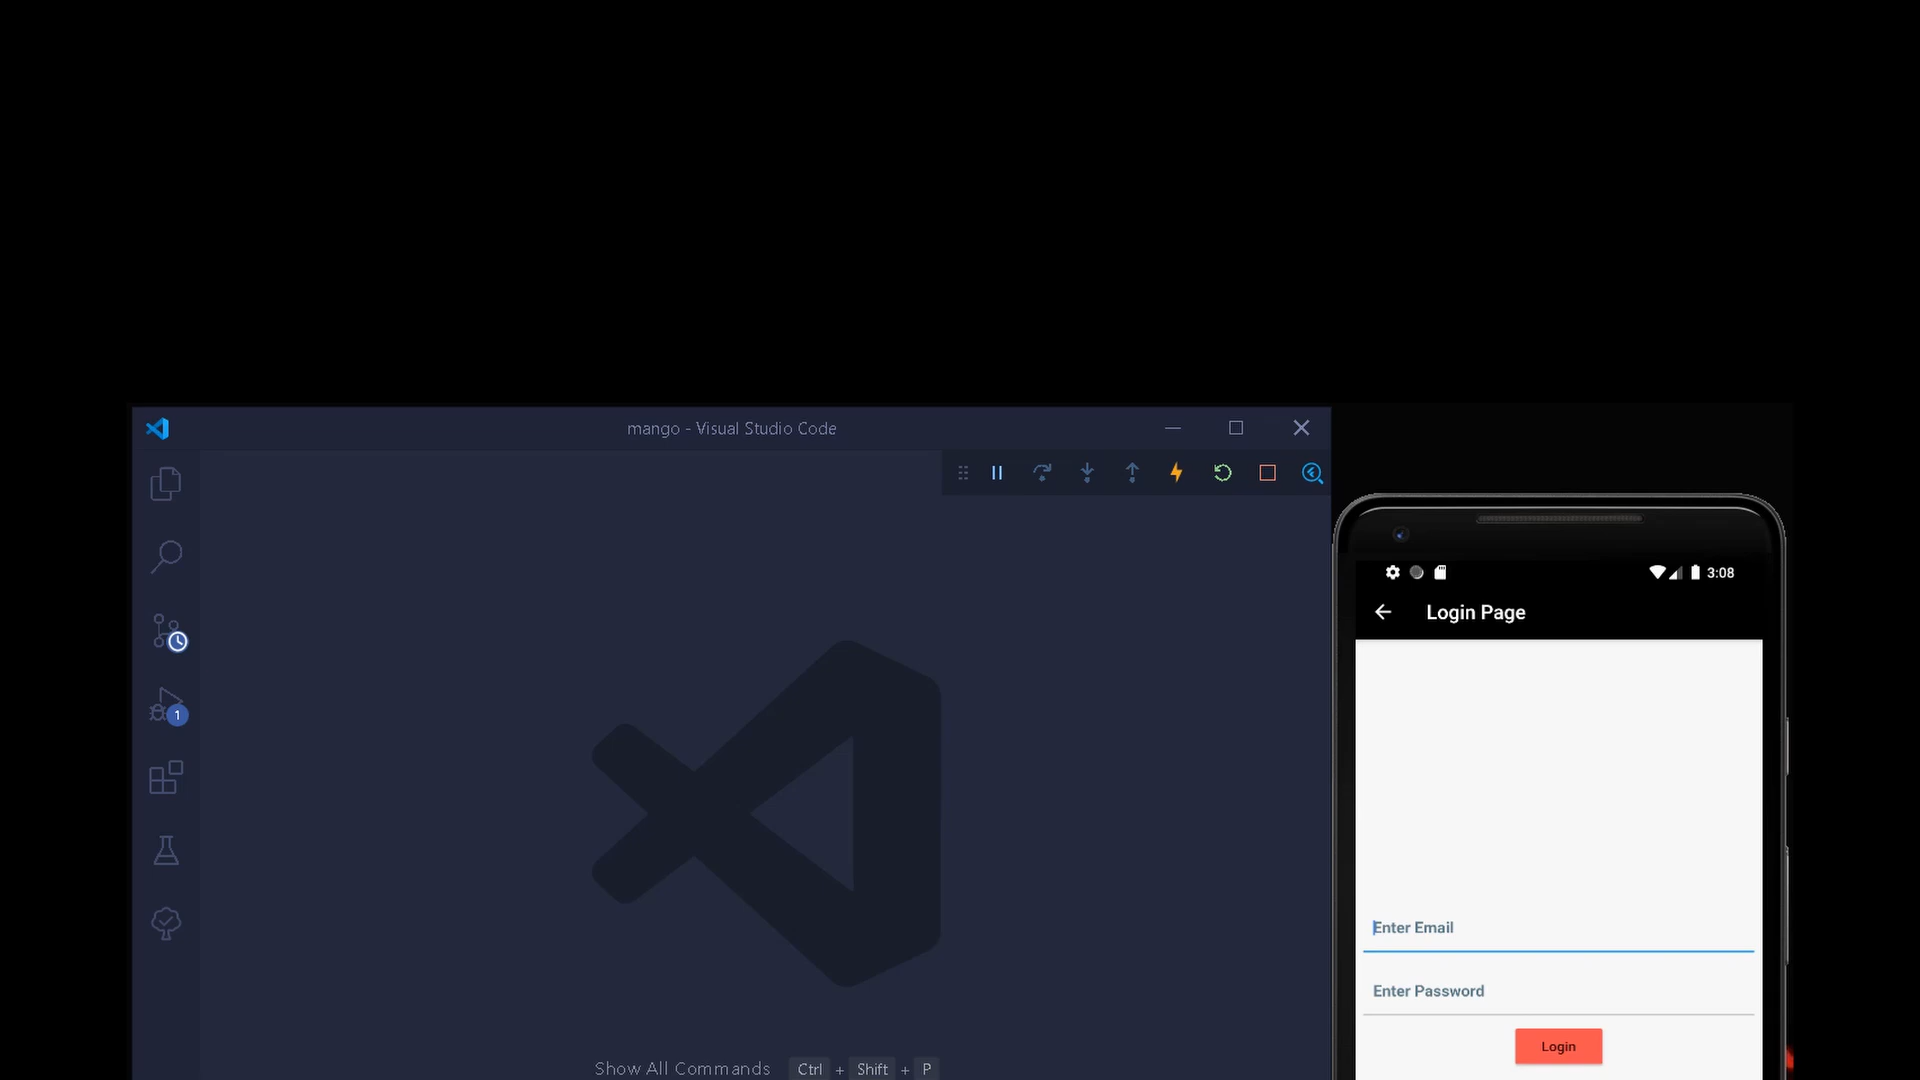 mango - Visual Studio Code
3:08
Login Page
1
Enter Email
Enter Password
Login
Show All Commands Ctrl + Shift + P